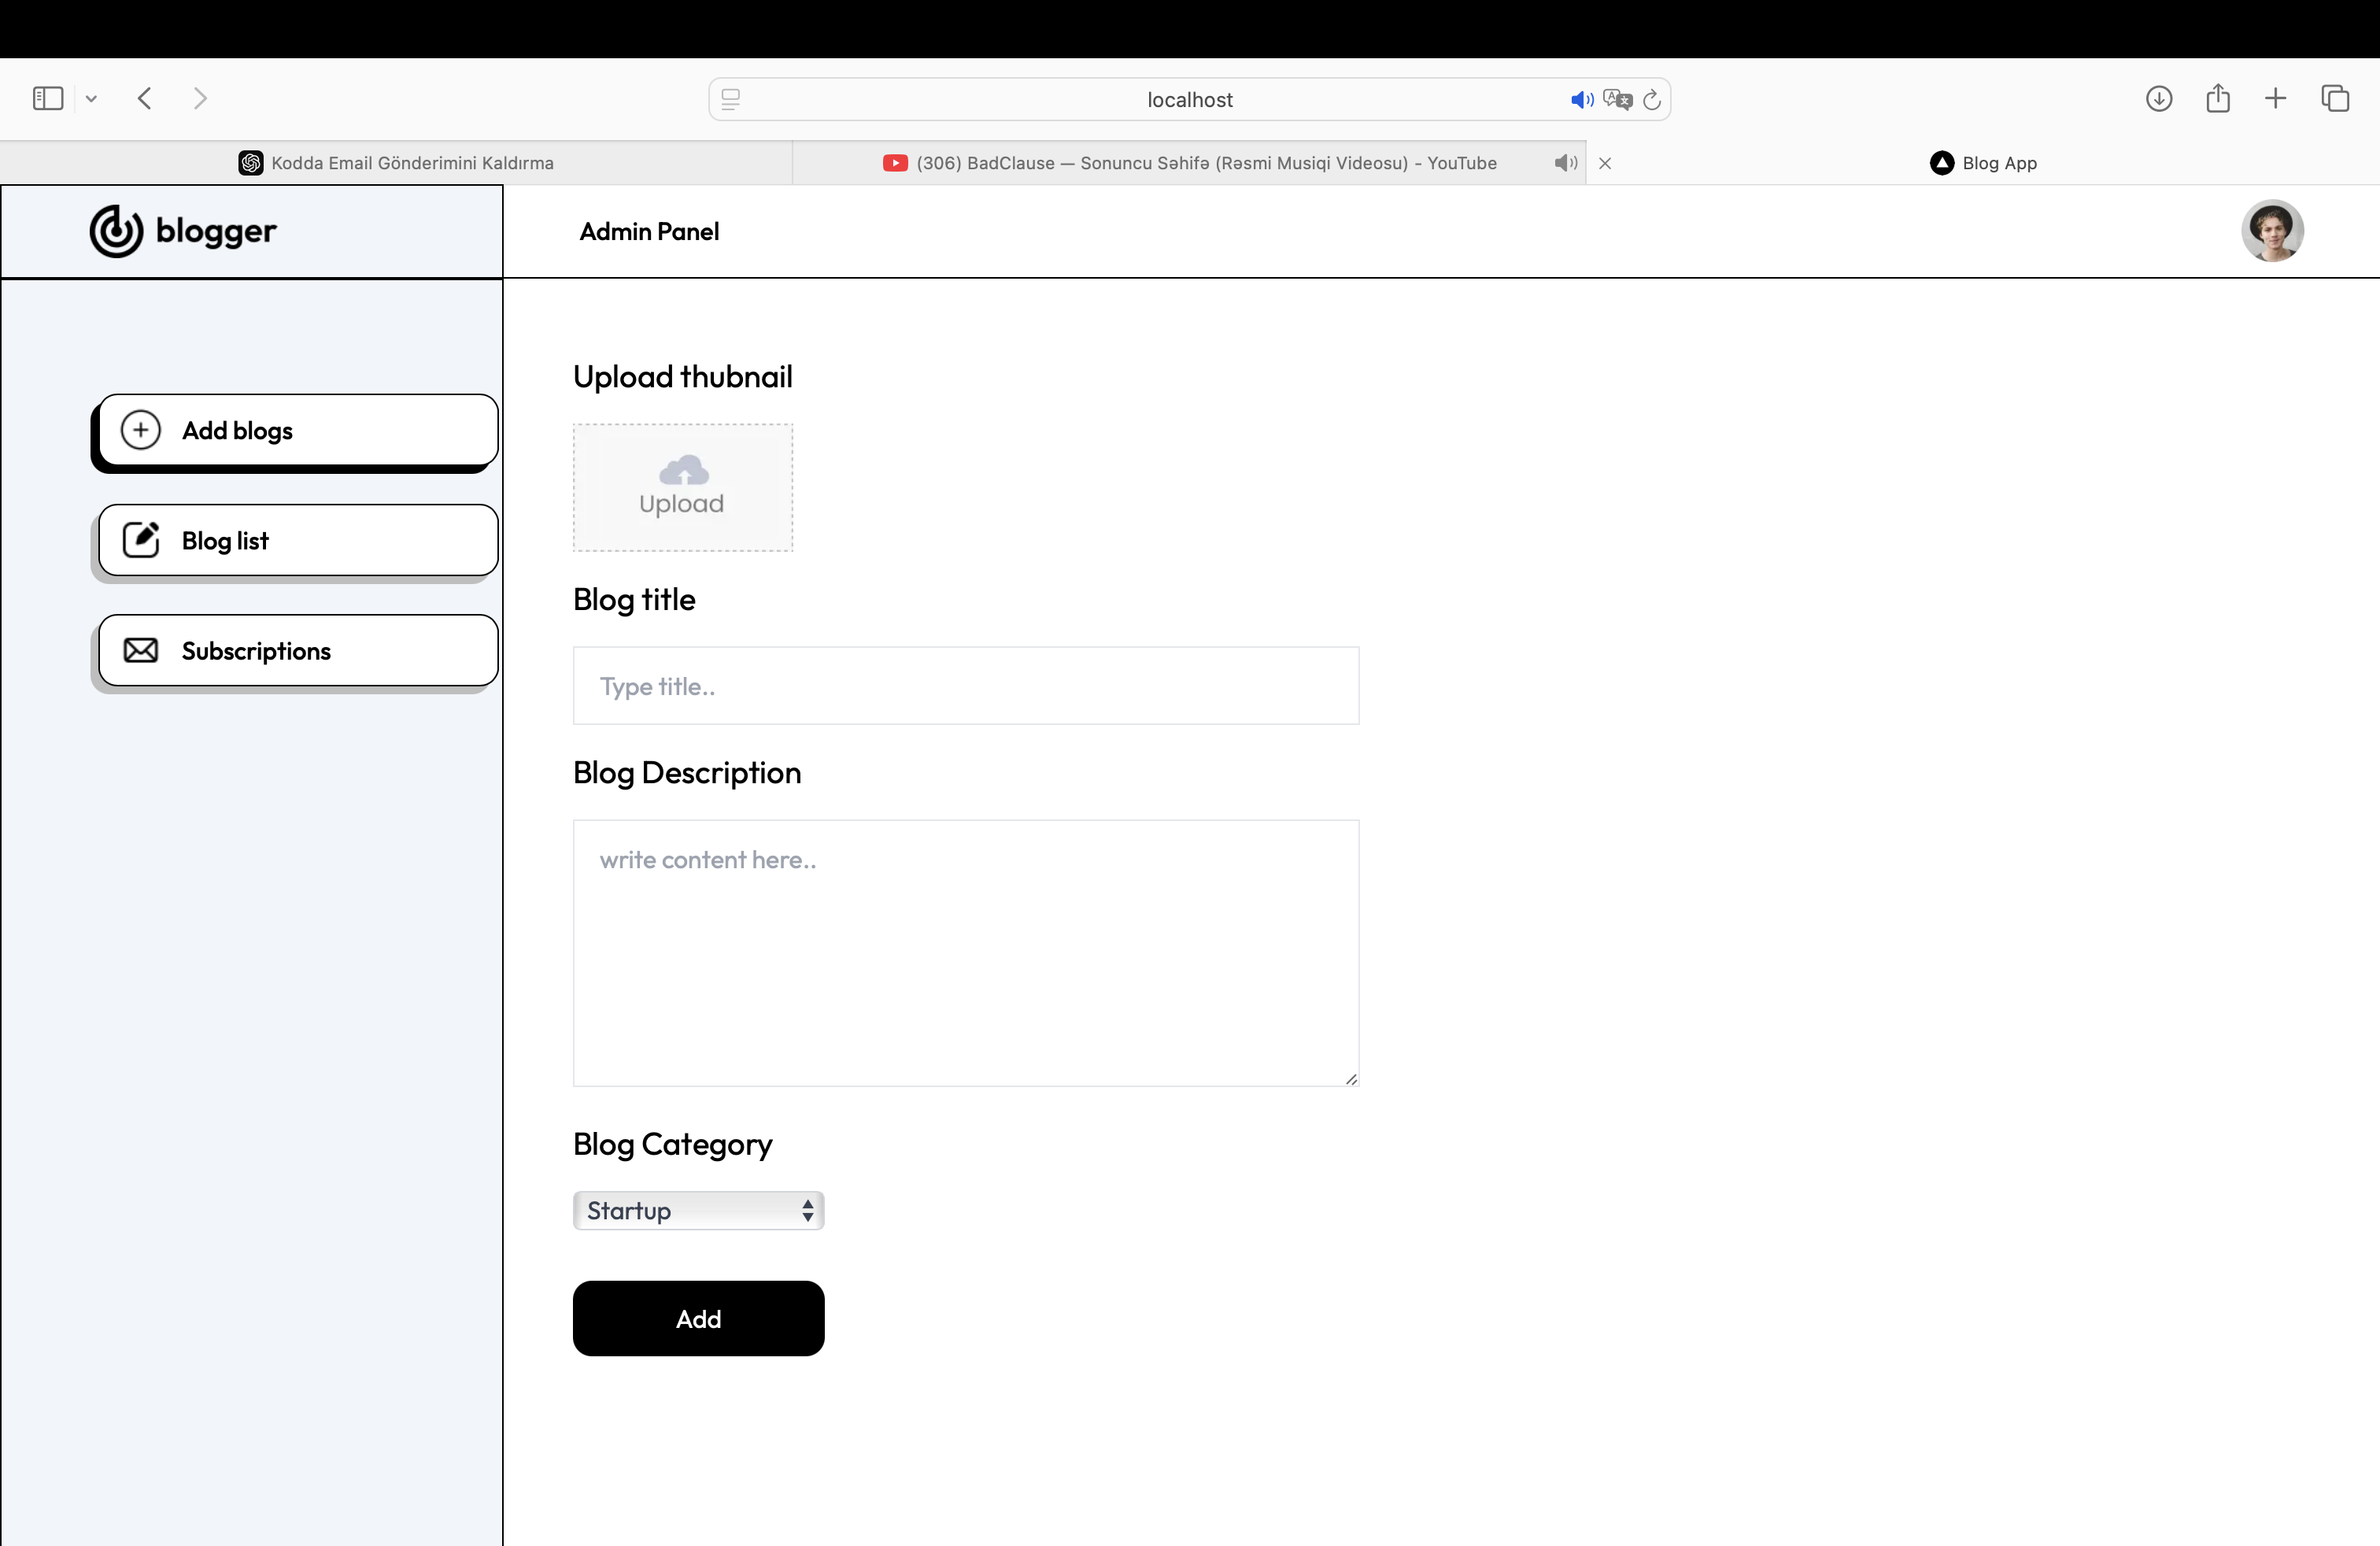 localhost
Kodda Email Gönderimini Kaldırma
(306) BadClause — Sonuncu Səhifə (Rəsmi Musiqi Videosu) - YouTube
Blog App
blogger
Admin Panel
Add blogs
Blog list
Subscriptions
Upload thubnail
Upload
Blog title
Type title..
Blog Description
write content here..
Blog Category
Startup
Add